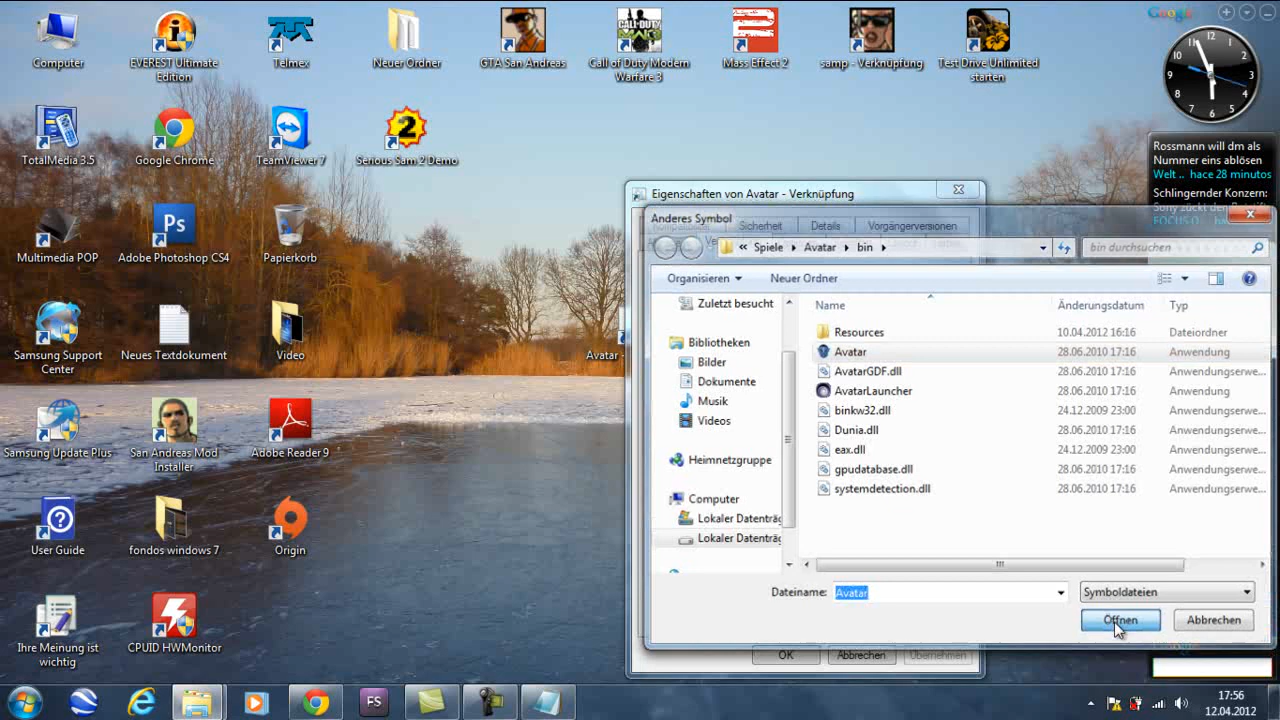 Computer
EVEREST Ultimate
Edition
Telmex
Neuer Ordner
GTA San Andreas
Call of Duty Modern
Warfare 3
Mass Effect 2
samp - Verknüpfung
Test Drive Unlimited
starten
Google
TotalMedia 3.5
Google Chrome
TeamViewer 7
Serious Sam 2 Demo
Rossmann will dm als
Nummer eins ablösen
Welt .. hace 28 minutos
Schlingernder Konzern:
Multimedia POP
Adobe Photoshop CS4
Papierkorb
Samsung Support
Center
Neues Textdokument
Video
Avatar -
Samsung Update Plus
San Andreas Mod
Installer
Adobe Reader 9
User Guide
fondos windows 7
Origin
Ihre Meinung ist
wichtig
CPUID HWMonitor
Eigenschaften von Avatar - Verknüpfung
Anderes Symbol
Sicherheit
Details
Vorgängerversionen
« Spiele Avatar bin
bin durchsuchen
Organisieren
Neuer Ordner
Zuletzt besucht
Bibliotheken
Bilder
Dokumente
Musik
Videos
Heimnetzgruppe
Computer
Lokaler Datenträg
Lokaler Datenträg
Name Änderungsdatum Typ
Resources 10.04.2012 16:16 Dateiordner
Avatar 28.06.2010 17:16 Anwendung
AvatarGDF.dll 28.06.2010 17:16 Anwendungserwe...
AvatarLauncher 28.06.2010 17:16 Anwendung
binkw32.dll 24.12.2009 23:00 Anwendungserwe...
Dunia.dll 28.06.2010 17:16 Anwendungserwe...
eax.dll 24.12.2009 23:00 Anwendungserwe...
gpudatabase.dll 28.06.2010 17:16 Anwendungserwe...
systemdetection.dll 28.06.2010 17:16 Anwendungserwe...
Dateiname: Avatar
Symboldateien
Öffnen
Abbrechen
OK
Abbrechen
Übernehmen
17:56
12.04.2012